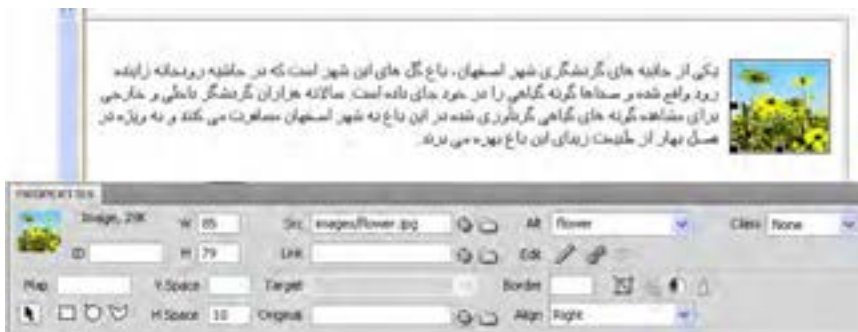 یکی از جاذبه های گردشگری شهر اصفهان، باغ گل های این شهر است که در حاشیه رودخانه زاینده
رود واقع شده و صدها گونه گیاهی را در خود جای داده است. سالانه هزاران گردشگر داخلی و خارجی
برای مشاهده گونه های گیاهی گردآوری شده در این باغ به شهر اصفهان مسافرت می کنند و به ویژه در
فصل بهار از طبیعت زیبای این باغ بهره می برند.
PROPERTIES
Image, 29K W 85 Src images/flower.jpg Alt flower Class None
ID H 79 Link Edit
Map V Space Target Border
H Space 10 Original Align Right